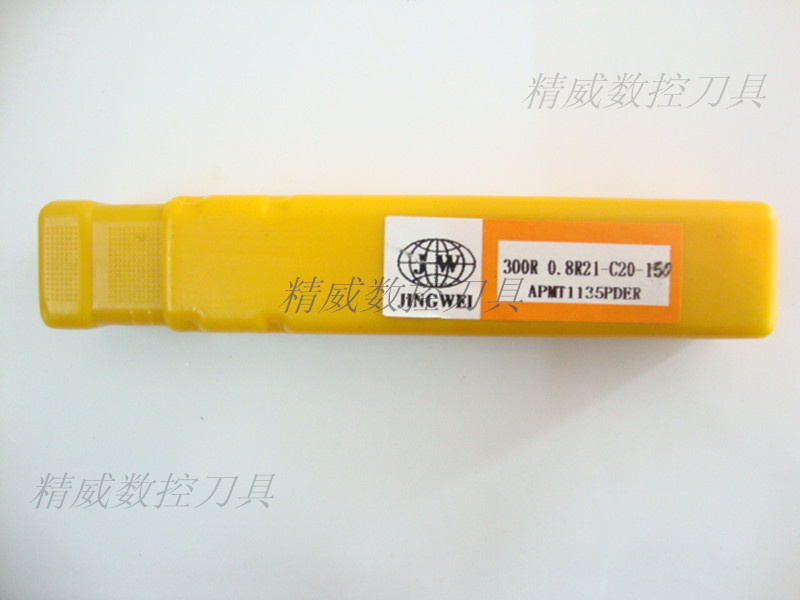 精威数控刀具
JW
JINGWEI
300R 0.8R21-C20-150
APMT1135PDER
精威数控刀具
精威数控刀具